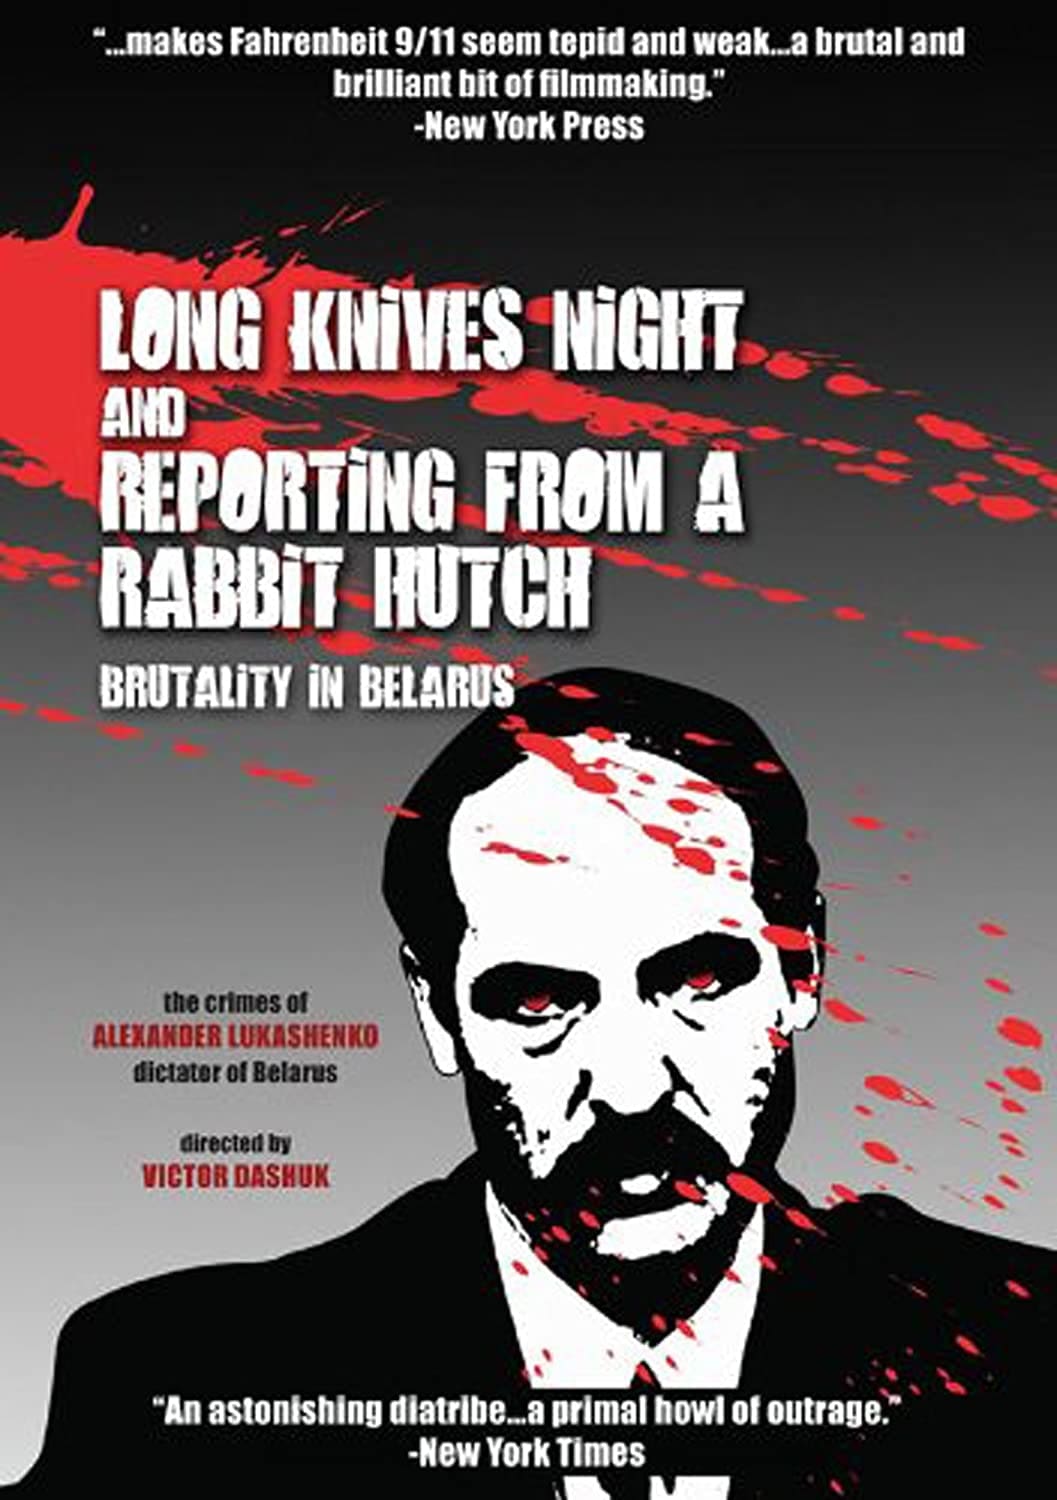 “...makes Fahrenheit 9/11 seem tepid and weak...a brutal and
brilliant bit of filmmaking.”
-New York Press
LONG KNiVES NiGHT
AND
REPORTiNG FROM A
RABBiT HUTCH
BRUTALiTY iN BELARUS
the crimes of
ALEXANDER LUKASHENKO
dictator of Belarus
directed by
VICTOR DASHUK
“An astonishing diatribe...a primal howl of outrage.”
-New York Times